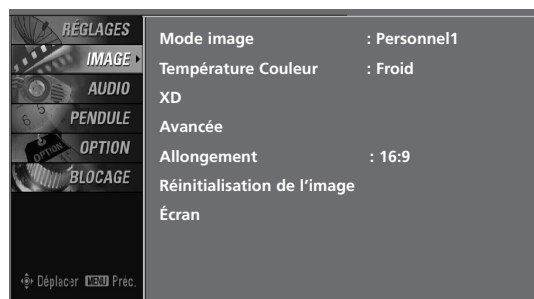 RÉGLAGES
IMAGE
AUDIO
PENDULE
OPTION
BLOCAGE
Déplacer MENU Préc.
Mode image : Personnel1
Température Couleur : Froid
XD
Avancée
Allongement : 16:9
Réinitialisation de l'image
Écran